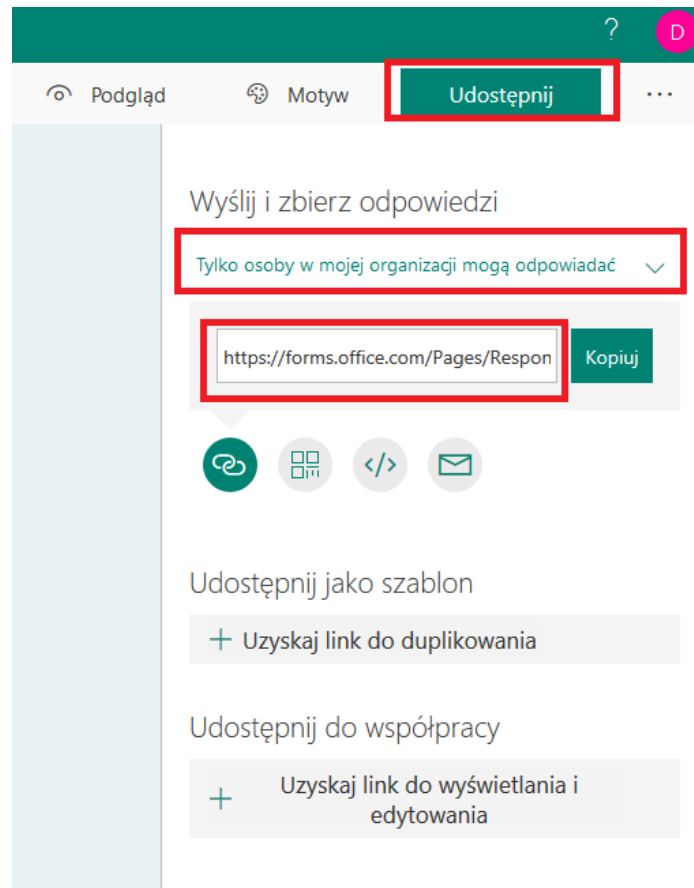 ? D
Podgląd Motyw Udostępnij ...
Wyślij i zbierz odpowiedzi
Tylko osoby w mojej organizacji mogą odpowiadać
https://forms.office.com/Pages/Respon Kopiuj
</>
Udostępnij jako szablon
+ Uzyskaj link do duplikowania
Udostępnij do współpracy
+ Uzyskaj link do wyświetlania i
edytowania